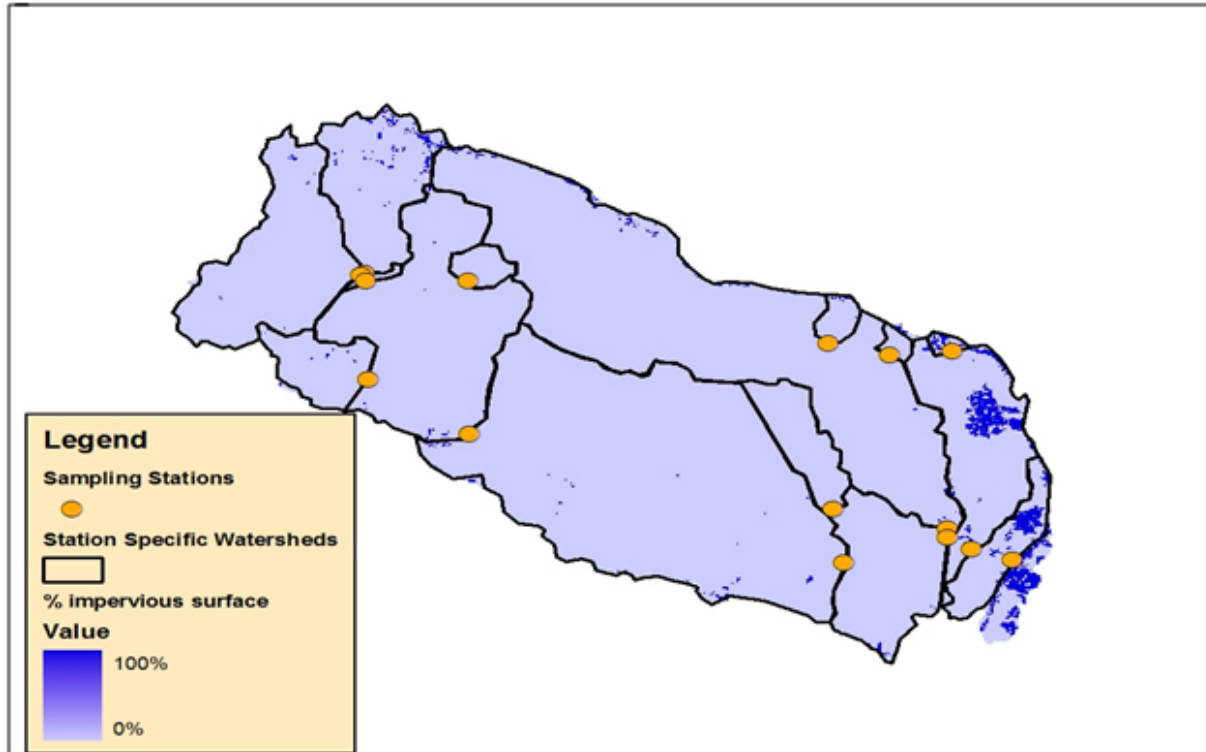 Legend
Sampling Stations
Station Specific Watersheds
% impervious surface
Value
100%
0%